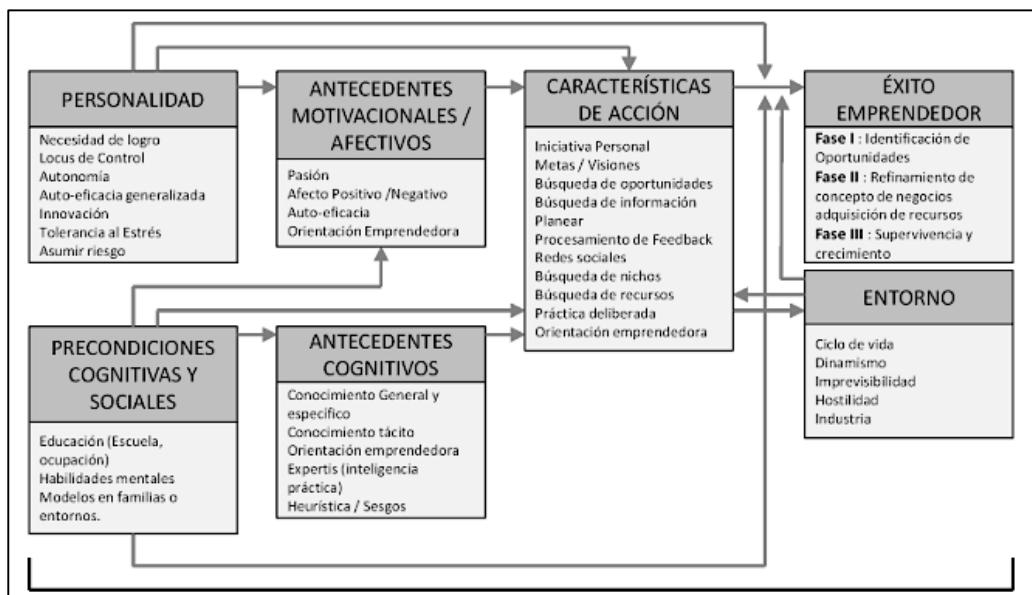 PERSONALIDAD
Necesidad de logro
Locus de Control
Autonomía
Auto-eficacia generalizada
Innovación
Tolerancia al Estrés
Asumir riesgo
ANTECEDENTES
MOTIVACIONALES /
AFECTIVOS
Pasión
Afecto Positivo /Negativo
Auto-eficacia
Orientación Emprendedora
CARACTERÍSTICAS
DE ACCIÓN
Iniciativa Personal
Metas / Visiones
Búsqueda de oportunidades
Búsqueda de información
Planear
Procesamiento de Feedback
Redes sociales
Búsqueda de nichos
Búsqueda de recursos
Práctica deliberada
Orientación emprendedora
ÉXITO
EMPRENDEDOR
Fase I : Identificación de
Oportunidades
Fase II : Refinamiento de
concepto de negocios
adquisición de recursos
Fase III : Supervivencia y
crecimiento
PRECONDICIONES
COGNITIVAS Y
SOCIALES
Educación (Escuela,
ocupación)
Habilidades mentales
Modelos en familias o
entornos.
ANTECEDENTES
COGNITIVOS
Conocimiento General y
específico
Conocimiento tácito
Orientación emprendedora
Expertis (inteligencia
práctica)
Heurística / Sesgos
ENTORNO
Ciclo de vida
Dinamismo
Imprevisibilidad
Hostilidad
Industria